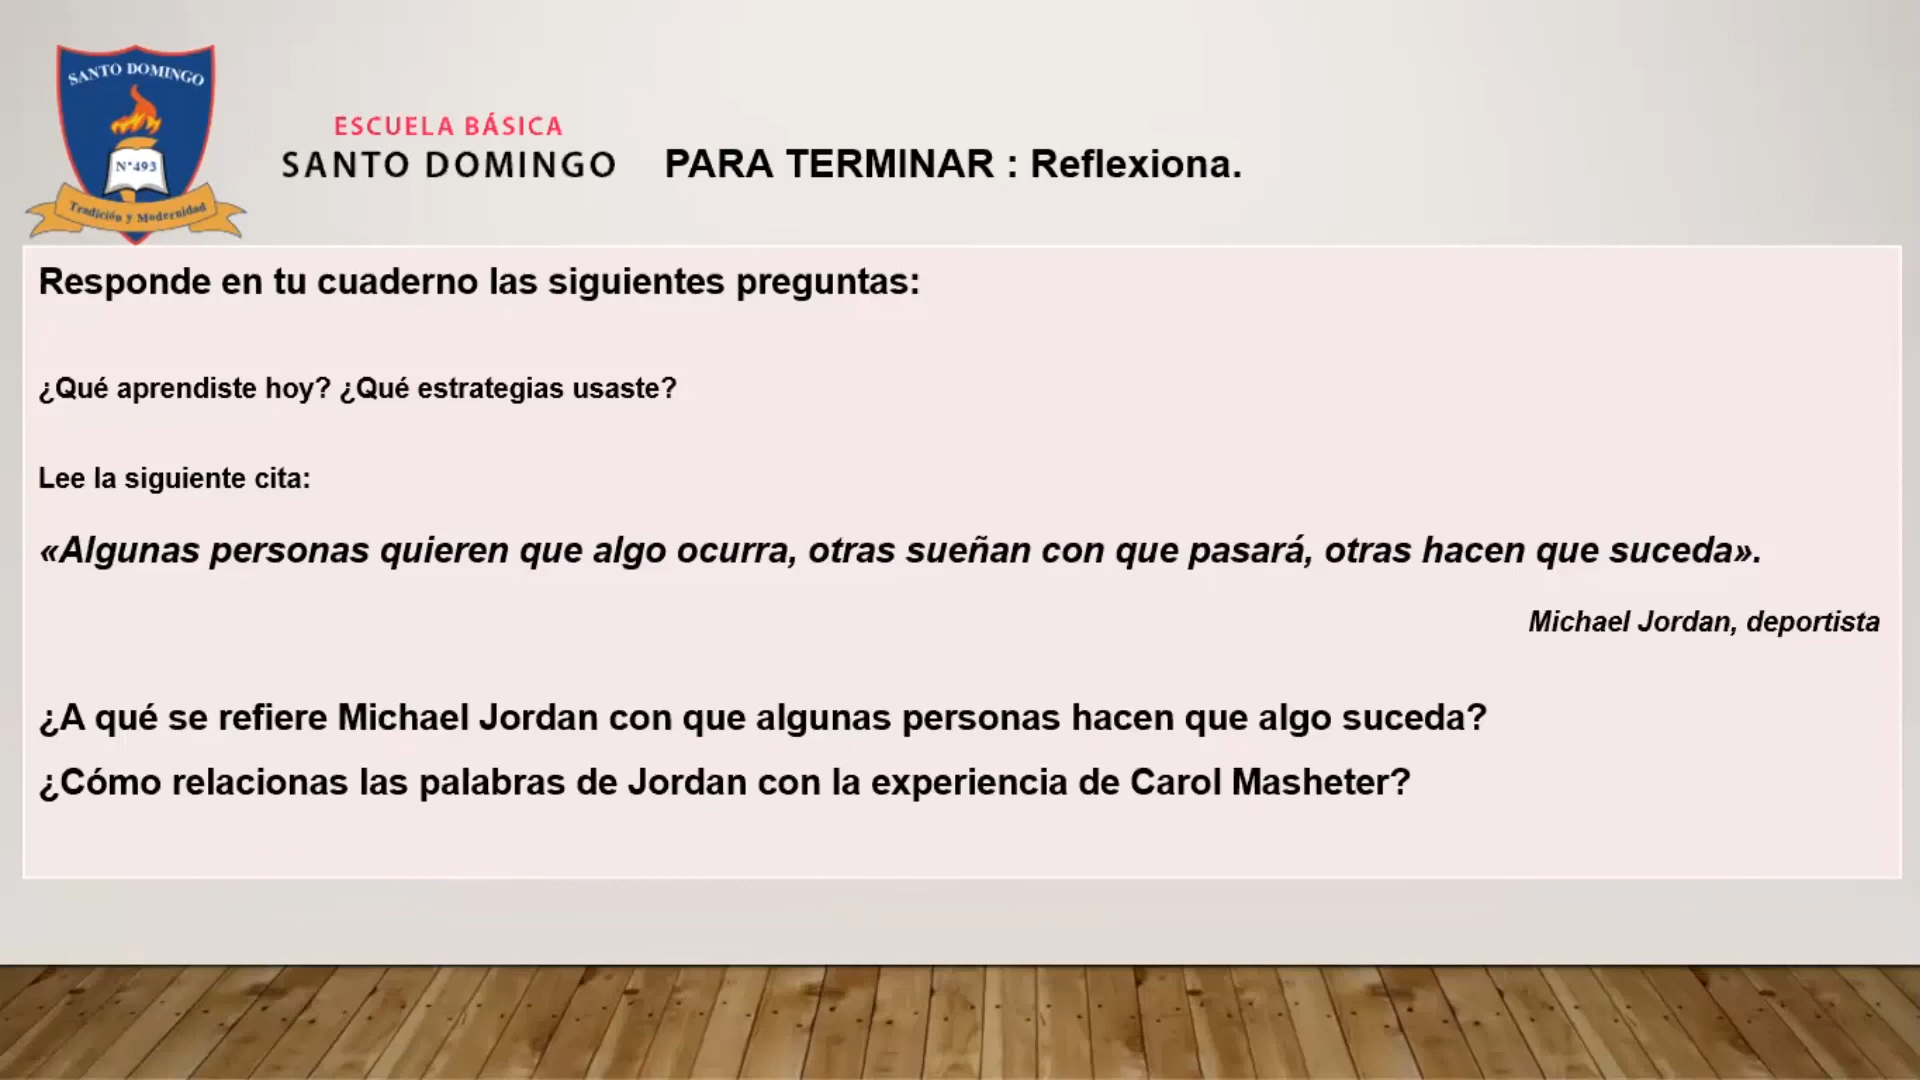 SANTO DOMINGO
N°493
Tradición y Modernidad
ESCUELA BÁSICA
SANTO DOMINGO
PARA TERMINAR : Reflexiona.
Responde en tu cuaderno las siguientes preguntas:
¿Qué aprendiste hoy? ¿Qué estrategias usaste?
Lee la siguiente cita:
«Algunas personas quieren que algo ocurra, otras sueñan con que pasará, otras hacen que suceda».
Michael Jordan, deportista
¿A qué se refiere Michael Jordan con que algunas personas hacen que algo suceda?
¿Cómo relacionas las palabras de Jordan con la experiencia de Carol Masheter?